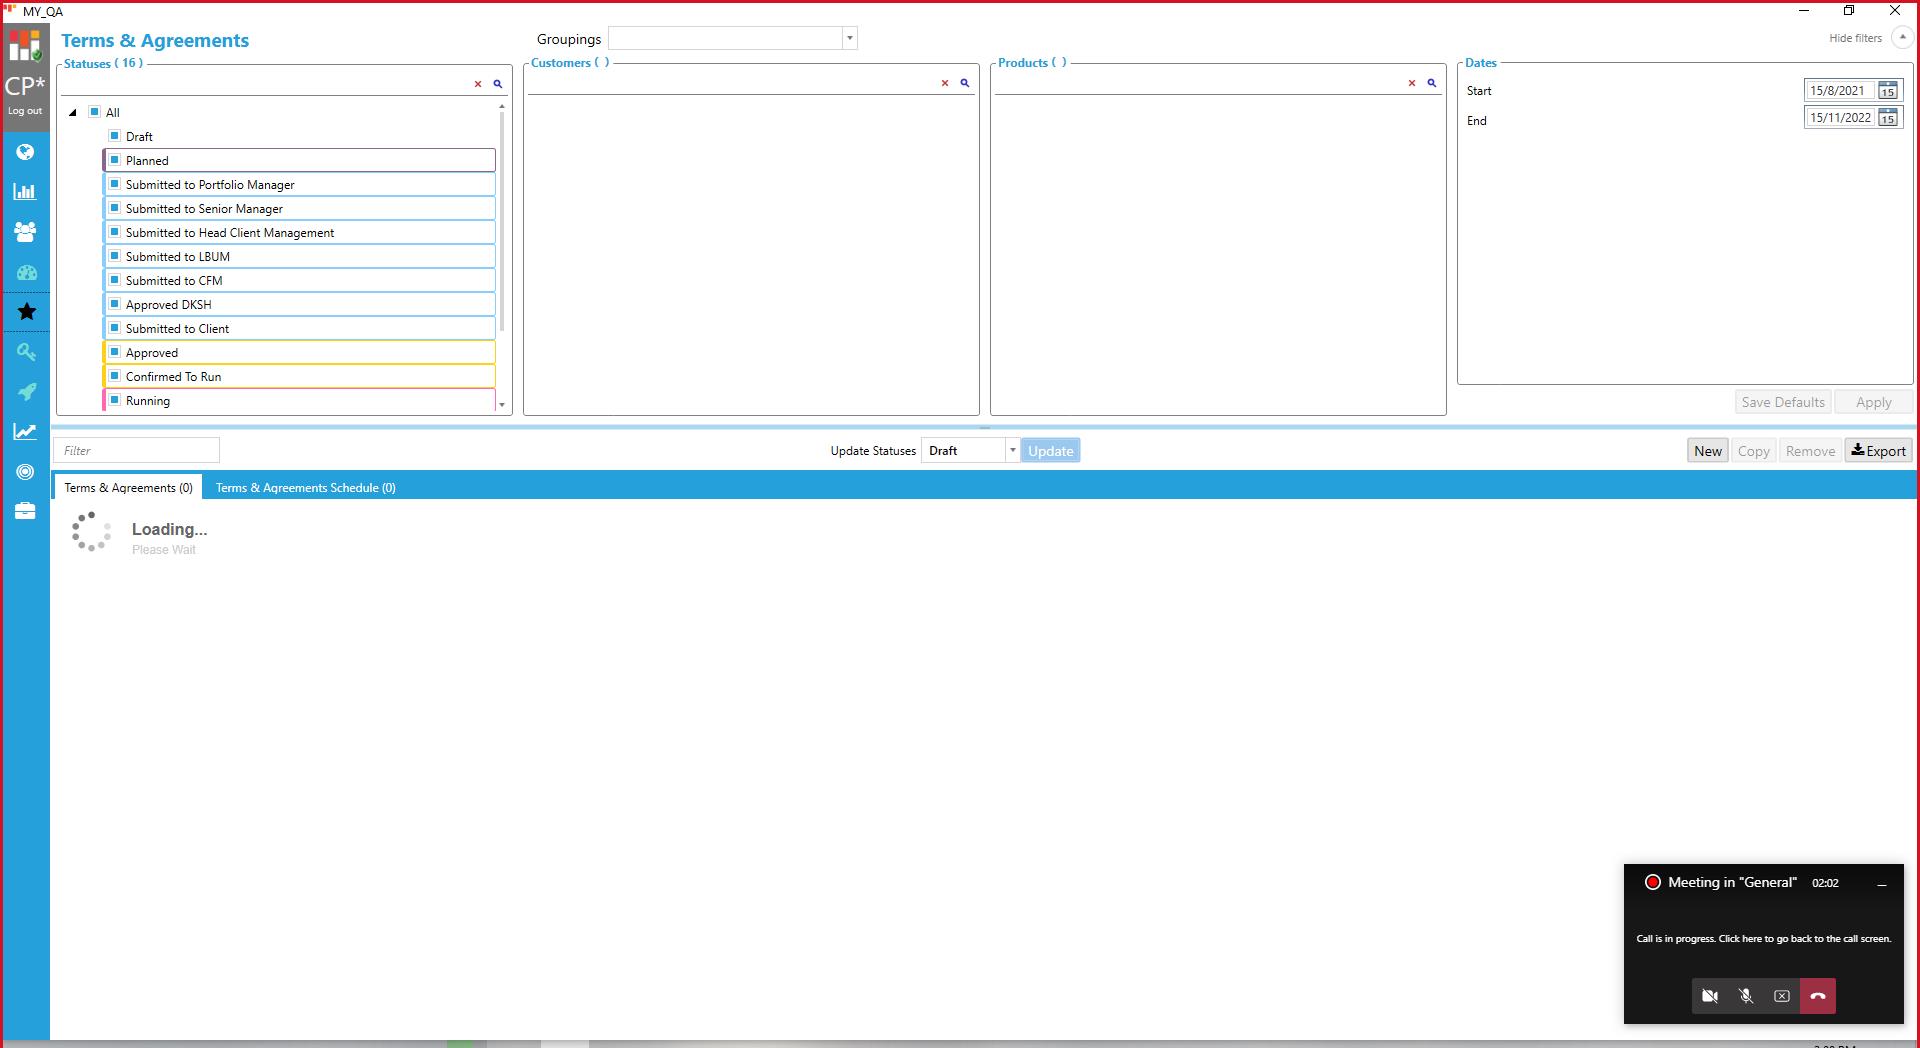 MY_QA
CP*
Log out
Terms & Agreements
Groupings
Hide filters
Statuses ( 16 )
All
Draft
Planned
Submitted to Portfolio Manager
Submitted to Senior Manager
Submitted to Head Client Management
Submitted to LBUM
Submitted to CFM
Approved DKSH
Submitted to Client
Approved
Confirmed To Run
Running
Customers ( )
Products ( )
Dates
Start 15/8/2021 15
End 15/11/2022 15
Save Defaults Apply
Filter
Update Statuses Draft Update
New Copy Remove Export
Terms & Agreements (0) Terms & Agreements Schedule (0)
Loading...
Please Wait
Meeting in "General" 02:02
Call is in progress. Click here to go back to the call screen.